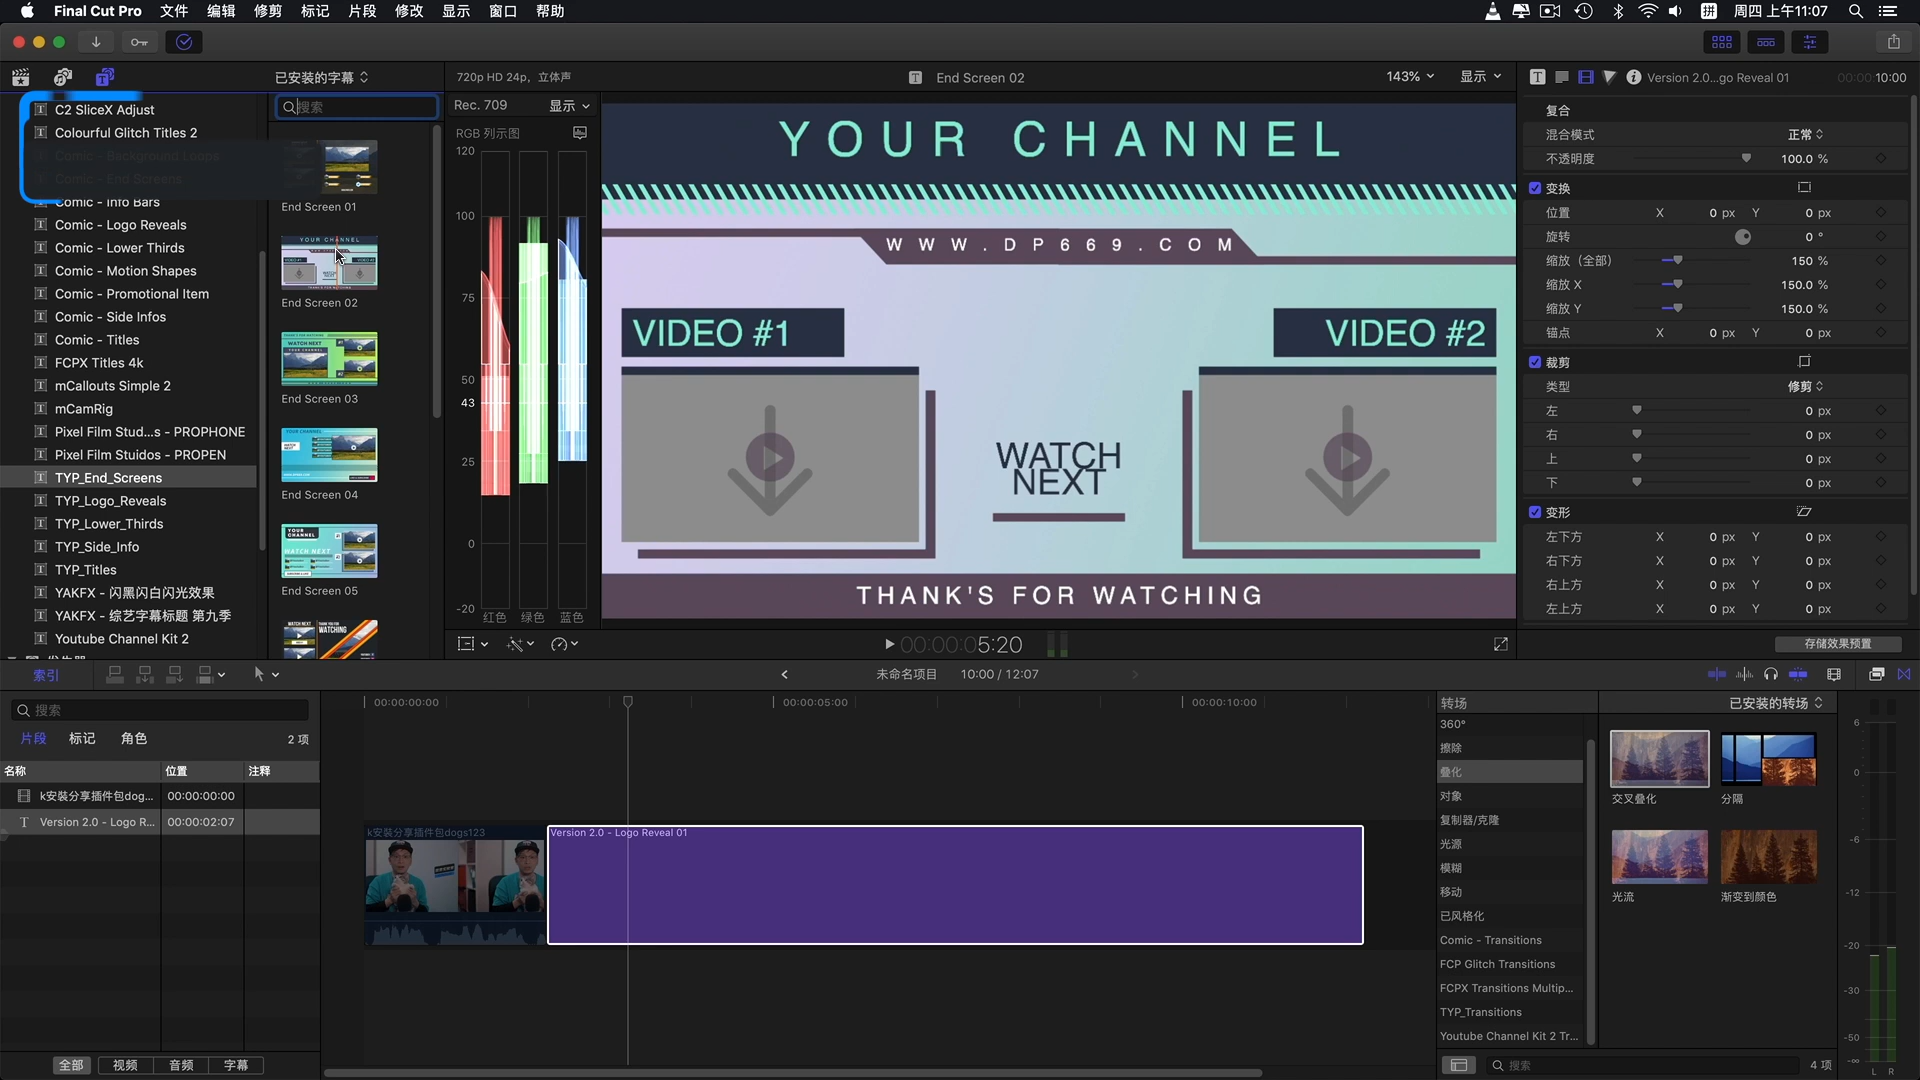 Final Cut Pro 文件 编辑 修剪 标记 片段 修改 显示 窗口 帮助
拼 周四 上午11:07
已安装的字幕
720p HD 24p，立体声
End Screen 02
143%
显示
Version 2.0...go Reveal 01
00:00:10:00
C2 SliceX Adjust
Colourful Glitch Titles 2
Comic - Background Loops
Comic - End Screens
Comic - Info Bars
Comic - Logo Reveals
Comic - Lower Thirds
Comic - Motion Shapes
Comic - Promotional Item
Comic - Side Infos
Comic - Titles
FCPX Titles 4k
mCallouts Simple 2
mCamRig
Pixel Film Stud...s - PROPHONE
Pixel Film Stuidos - PROPEN
TYP_End_Screens
TYP_Logo_Reveals
TYP_Lower_Thirds
TYP_Side_Info
TYP_Titles
YAKFX - 闪黑闪白闪光效果
YAKFX - 综艺字幕标题 第九季
Youtube Channel Kit 2
搜索
End Screen 01
End Screen 02
End Screen 03
End Screen 04
End Screen 05
Rec. 709
显示
RGB 列示图
120
100
75
50
43
25
0
-20
红色 绿色 蓝色
YOUR CHANNEL
WWW.DP669.COM
VIDEO #1
VIDEO #2
WATCH
NEXT
THANK'S FOR WATCHING
00:00:05:20
复合
混合模式 正常
不透明度 100.0 %
变换
位置 X 0 px Y 0 px
旋转 0 °
缩放（全部） 150 %
缩放 X 150.0 %
缩放 Y 150.0 %
锚点 X 0 px Y 0 px
裁剪
类型 修剪
左 0 px
右 0 px
上 0 px
下 0 px
变形
左下方 X 0 px Y 0 px
右下方 X 0 px Y 0 px
右上方 X 0 px Y 0 px
左上方 X 0 px Y 0 px
存储效果预置
索引
未命名项目 10:00 / 12:07
搜索
片段 标记 角色 2 项
名称 位置 注释
k安裝分享插件包dog... 00:00:00:00
Version 2.0 - Logo R... 00:00:02:07
全部 视频 音频 字幕
00:00:00:00
00:00:05:00
00:00:10:00
k安裝分享插件包dogs123
Version 2.0 - Logo Reveal 01
转场
已安装的转场
360°
擦除
叠化
对象
复制器/克隆
光源
模糊
移动
已风格化
Comic - Transitions
FCP Glitch Transitions
FCPX Transitions Multip...
TYP_Transitions
Youtube Channel Kit 2 Tr...
交叉叠化
分隔
光流
渐变到颜色
搜索
4 项
6
0
-6
-12
-20
-30
-50
-∞
L R